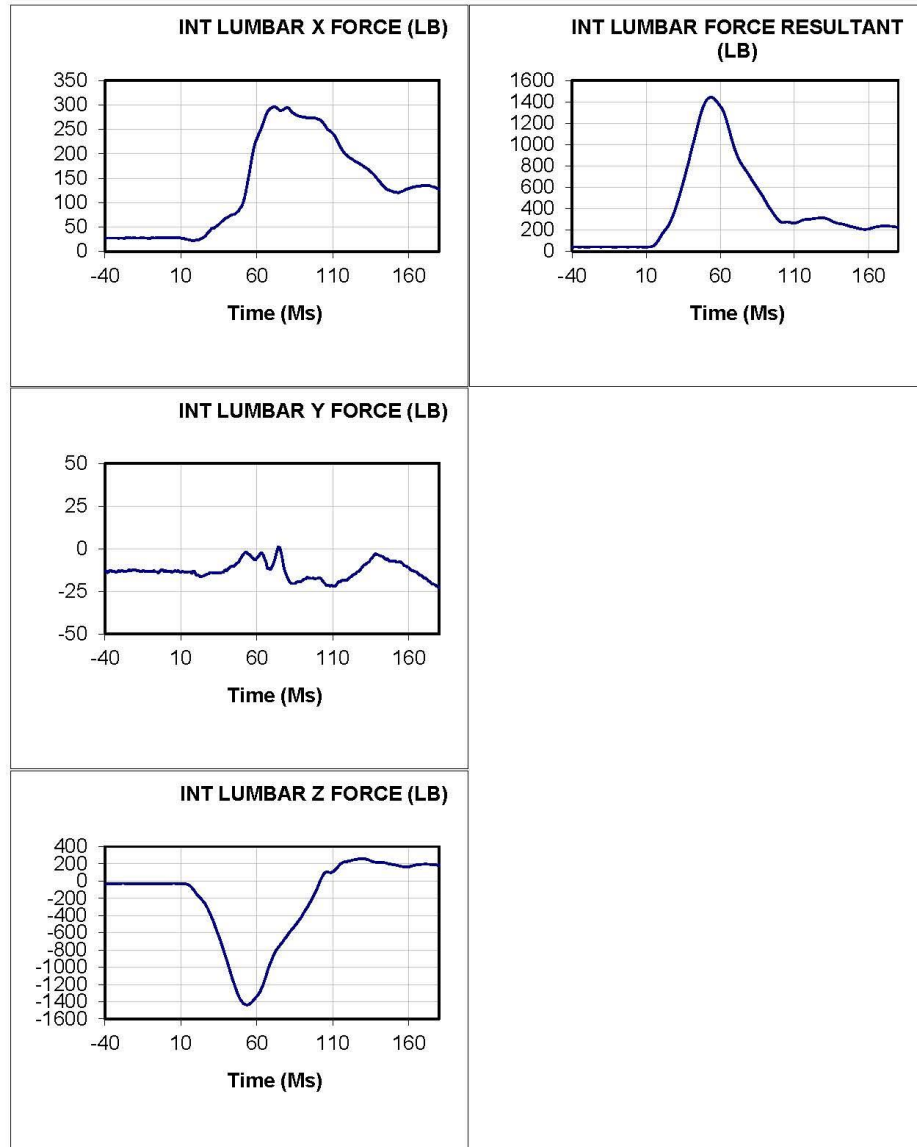 INT LUMBAR X FORCE (LB)
350
300
250
200
150
100
50
0
-40 10 60 110 160
Time (Ms)
INT LUMBAR FORCE RESULTANT
(LB)
1600
1400
1200
1000
800
600
400
200
0
-40 10 60 110 160
Time (Ms)
INT LUMBAR Y FORCE (LB)
50
25
0
-25
-50
-40 10 60 110 160
Time (Ms)
INT LUMBAR Z FORCE (LB)
400
200
0
-200
-400
-600
-800
-1000
-1200
-1400
-1600
-40 10 60 110 160
Time (Ms)